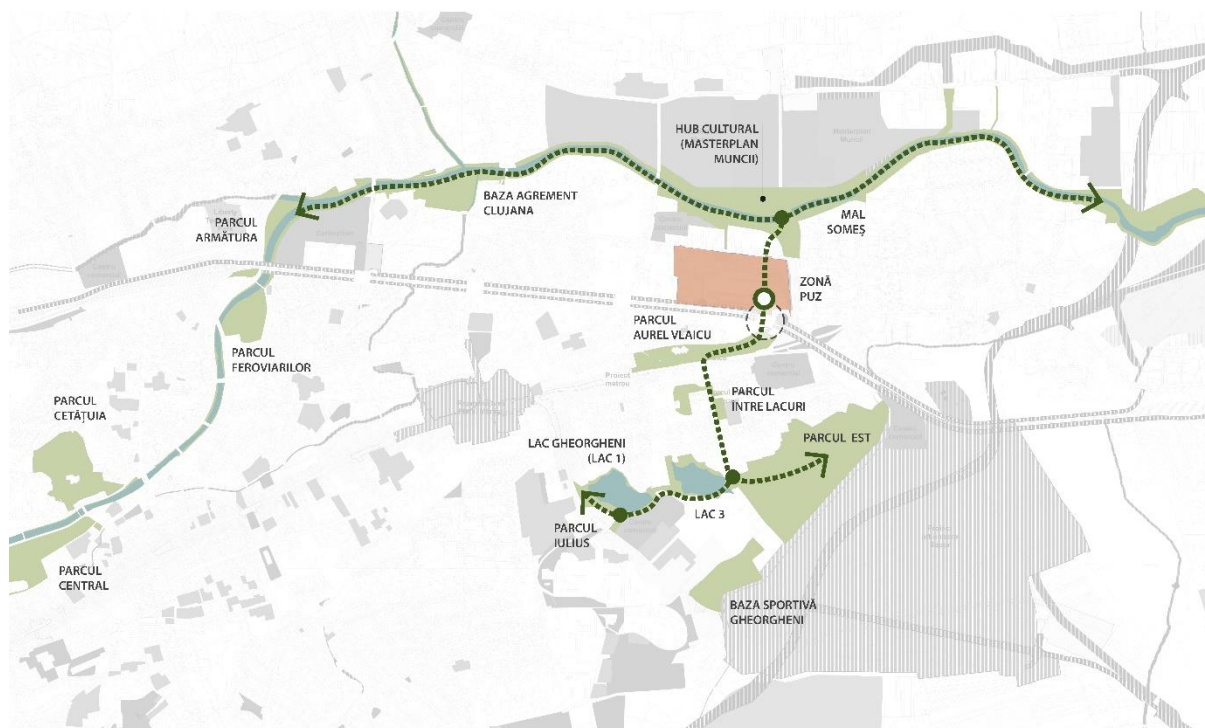 HUB CULTURAL
(MASTERPLAN
MUNCII)
BAZA AGREMENT
CLUJANA
PARCUL
ARMĂTURA
MAL
SOMEȘ
ZONĂ
PUZ
PARCUL
AUREL VLAICU
PARCUL
FEROVIARILOR
Proiect
metrou
PARCUL
ÎNTRE LACURI
PARCUL
CETĂȚUIA
LAC GHEORGHENI
(LAC 1)
PARCUL EST
LAC 3
PARCUL
IULIUS
PARCUL
CENTRAL
BAZA SPORTIVĂ
GHEORGHENI